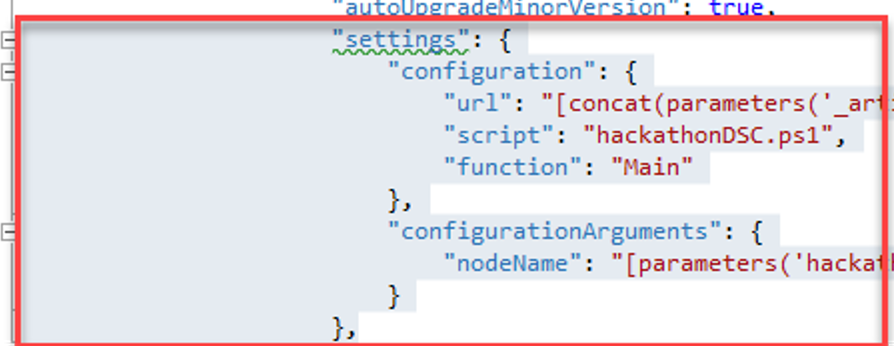 "autoUpgradeMinorVersion": true,
"settings": {
"configuration": {
"url": "[concat(parameters('_art
"script": "hackathonDSC.ps1",
"function": "Main"
},
"configurationArguments": {
"nodeName": "[parameters('hackat
}
},